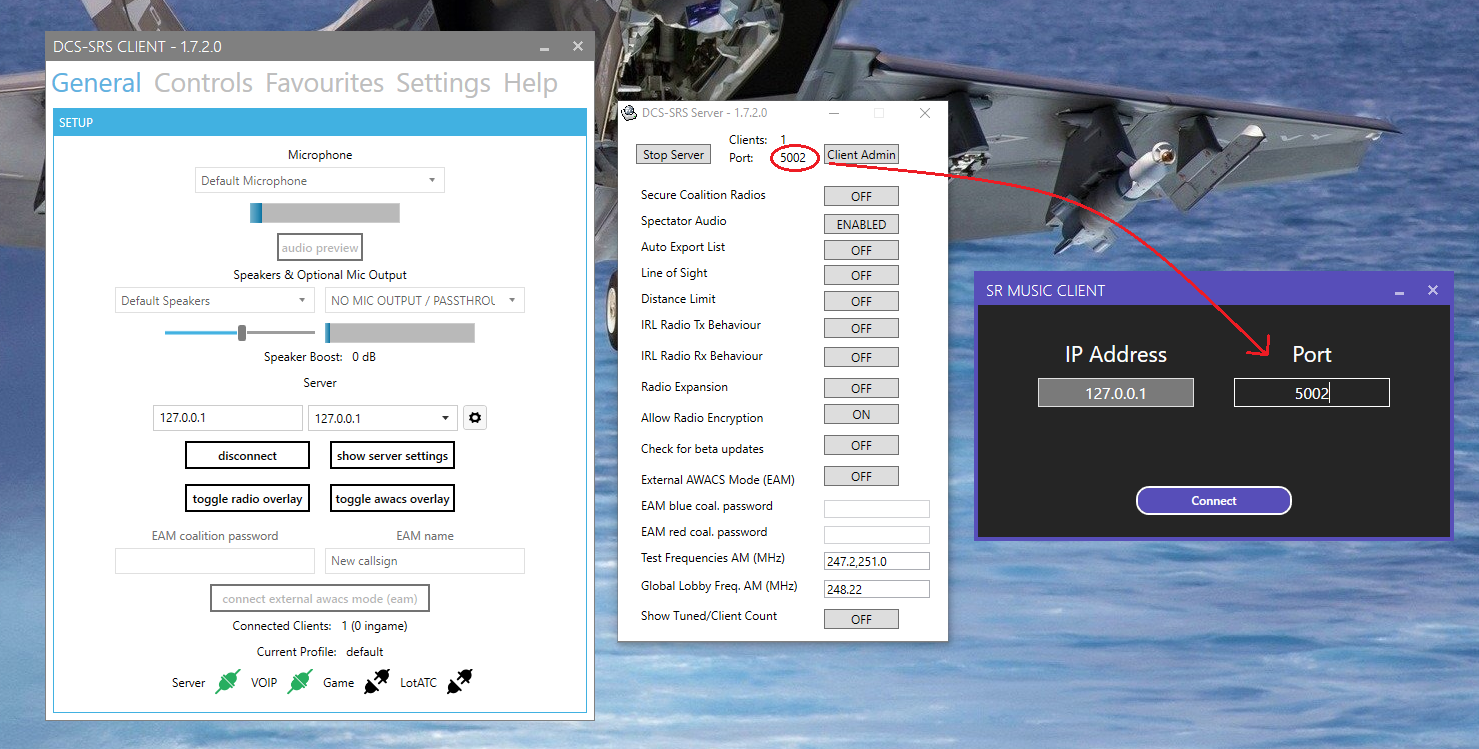 DCS-SRS CLIENT - 1.7.2.0
General Controls Favourites Settings Help
SETUP
Microphone
Default Microphone
audio preview
Speakers & Optional Mic Output
Default Speakers
NO MIC OUTPUT / PASSTHROU
Speaker Boost: 0 dB
Server
127.0.0.1
127.0.0.1
disconnect
show server settings
toggle radio overlay
toggle awacs overlay
EAM coalition password
EAM name
New callsign
connect external awacs mode (eam)
Connected Clients: 1 (0 ingame)
Current Profile: default
Server VOIP Game LotATC
DCS-SRS Server - 1.7.2.0
Clients: 1
Stop Server
Port: 5002
Client Admin
Secure Coalition Radios OFF
Spectator Audio ENABLED
Auto Export List OFF
Line of Sight OFF
Distance Limit OFF
IRL Radio Tx Behaviour OFF
IRL Radio Rx Behaviour OFF
Radio Expansion OFF
Allow Radio Encryption ON
Check for beta updates OFF
External AWACS Mode (EAM) OFF
EAM blue coal. password
EAM red coal. password
Test Frequencies AM (MHz) 247.2,251.0
Global Lobby Freq. AM (MHz) 248.22
Show Tuned/Client Count OFF
SR MUSIC CLIENT
IP Address Port
127.0.0.1 5002
Connect